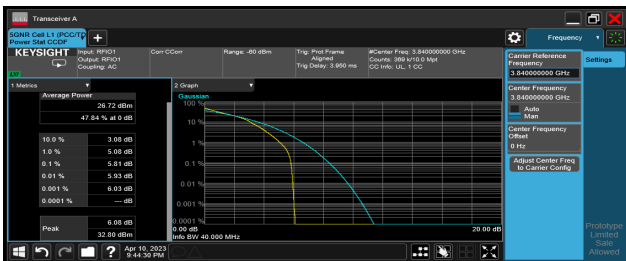 Transceiver A
5GNR Cell L1 (PCC/TD
Power Stat CCDF
Frequency
KEYSIGHT
Input: RFIO1
Output: RFIO1
Coupling: AC
Corr CCorr
Range: -60 dBm
Trig: Prot Frame
Aligned
Trig Delay: 3.950 ms
#Center Freq: 3.840000000 GHz
Counts: 389 k/10.0 Mpt
CC Info: UL, 1 CC
1 Metrics
Average Power
26.72 dBm
47.84 % at 0 dB
10.0 % 3.08 dB
1.0 % 5.08 dB
0.1 % 5.81 dB
0.01 % 5.93 dB
0.001 % 6.03 dB
0.0001 % --- dB
Peak
6.08 dB
32.80 dBm
2 Graph
Gaussian
100 %
10 %
1 %
0.1 %
0.01 %
0.001 %
0.0001 %
0.00 dB
20.00 dB
Info BW 40.000 MHz
Carrier Reference
Frequency
3.840000000 GHz
Center Frequency
3.840000000 GHz
Auto
Man
Center Frequency
Offset
0 Hz
Adjust Center Freq
to Carrier Config
Settings
Prototype
Limited
Sale
Allowed
?
Apr 10, 2023
9:44:30 PM